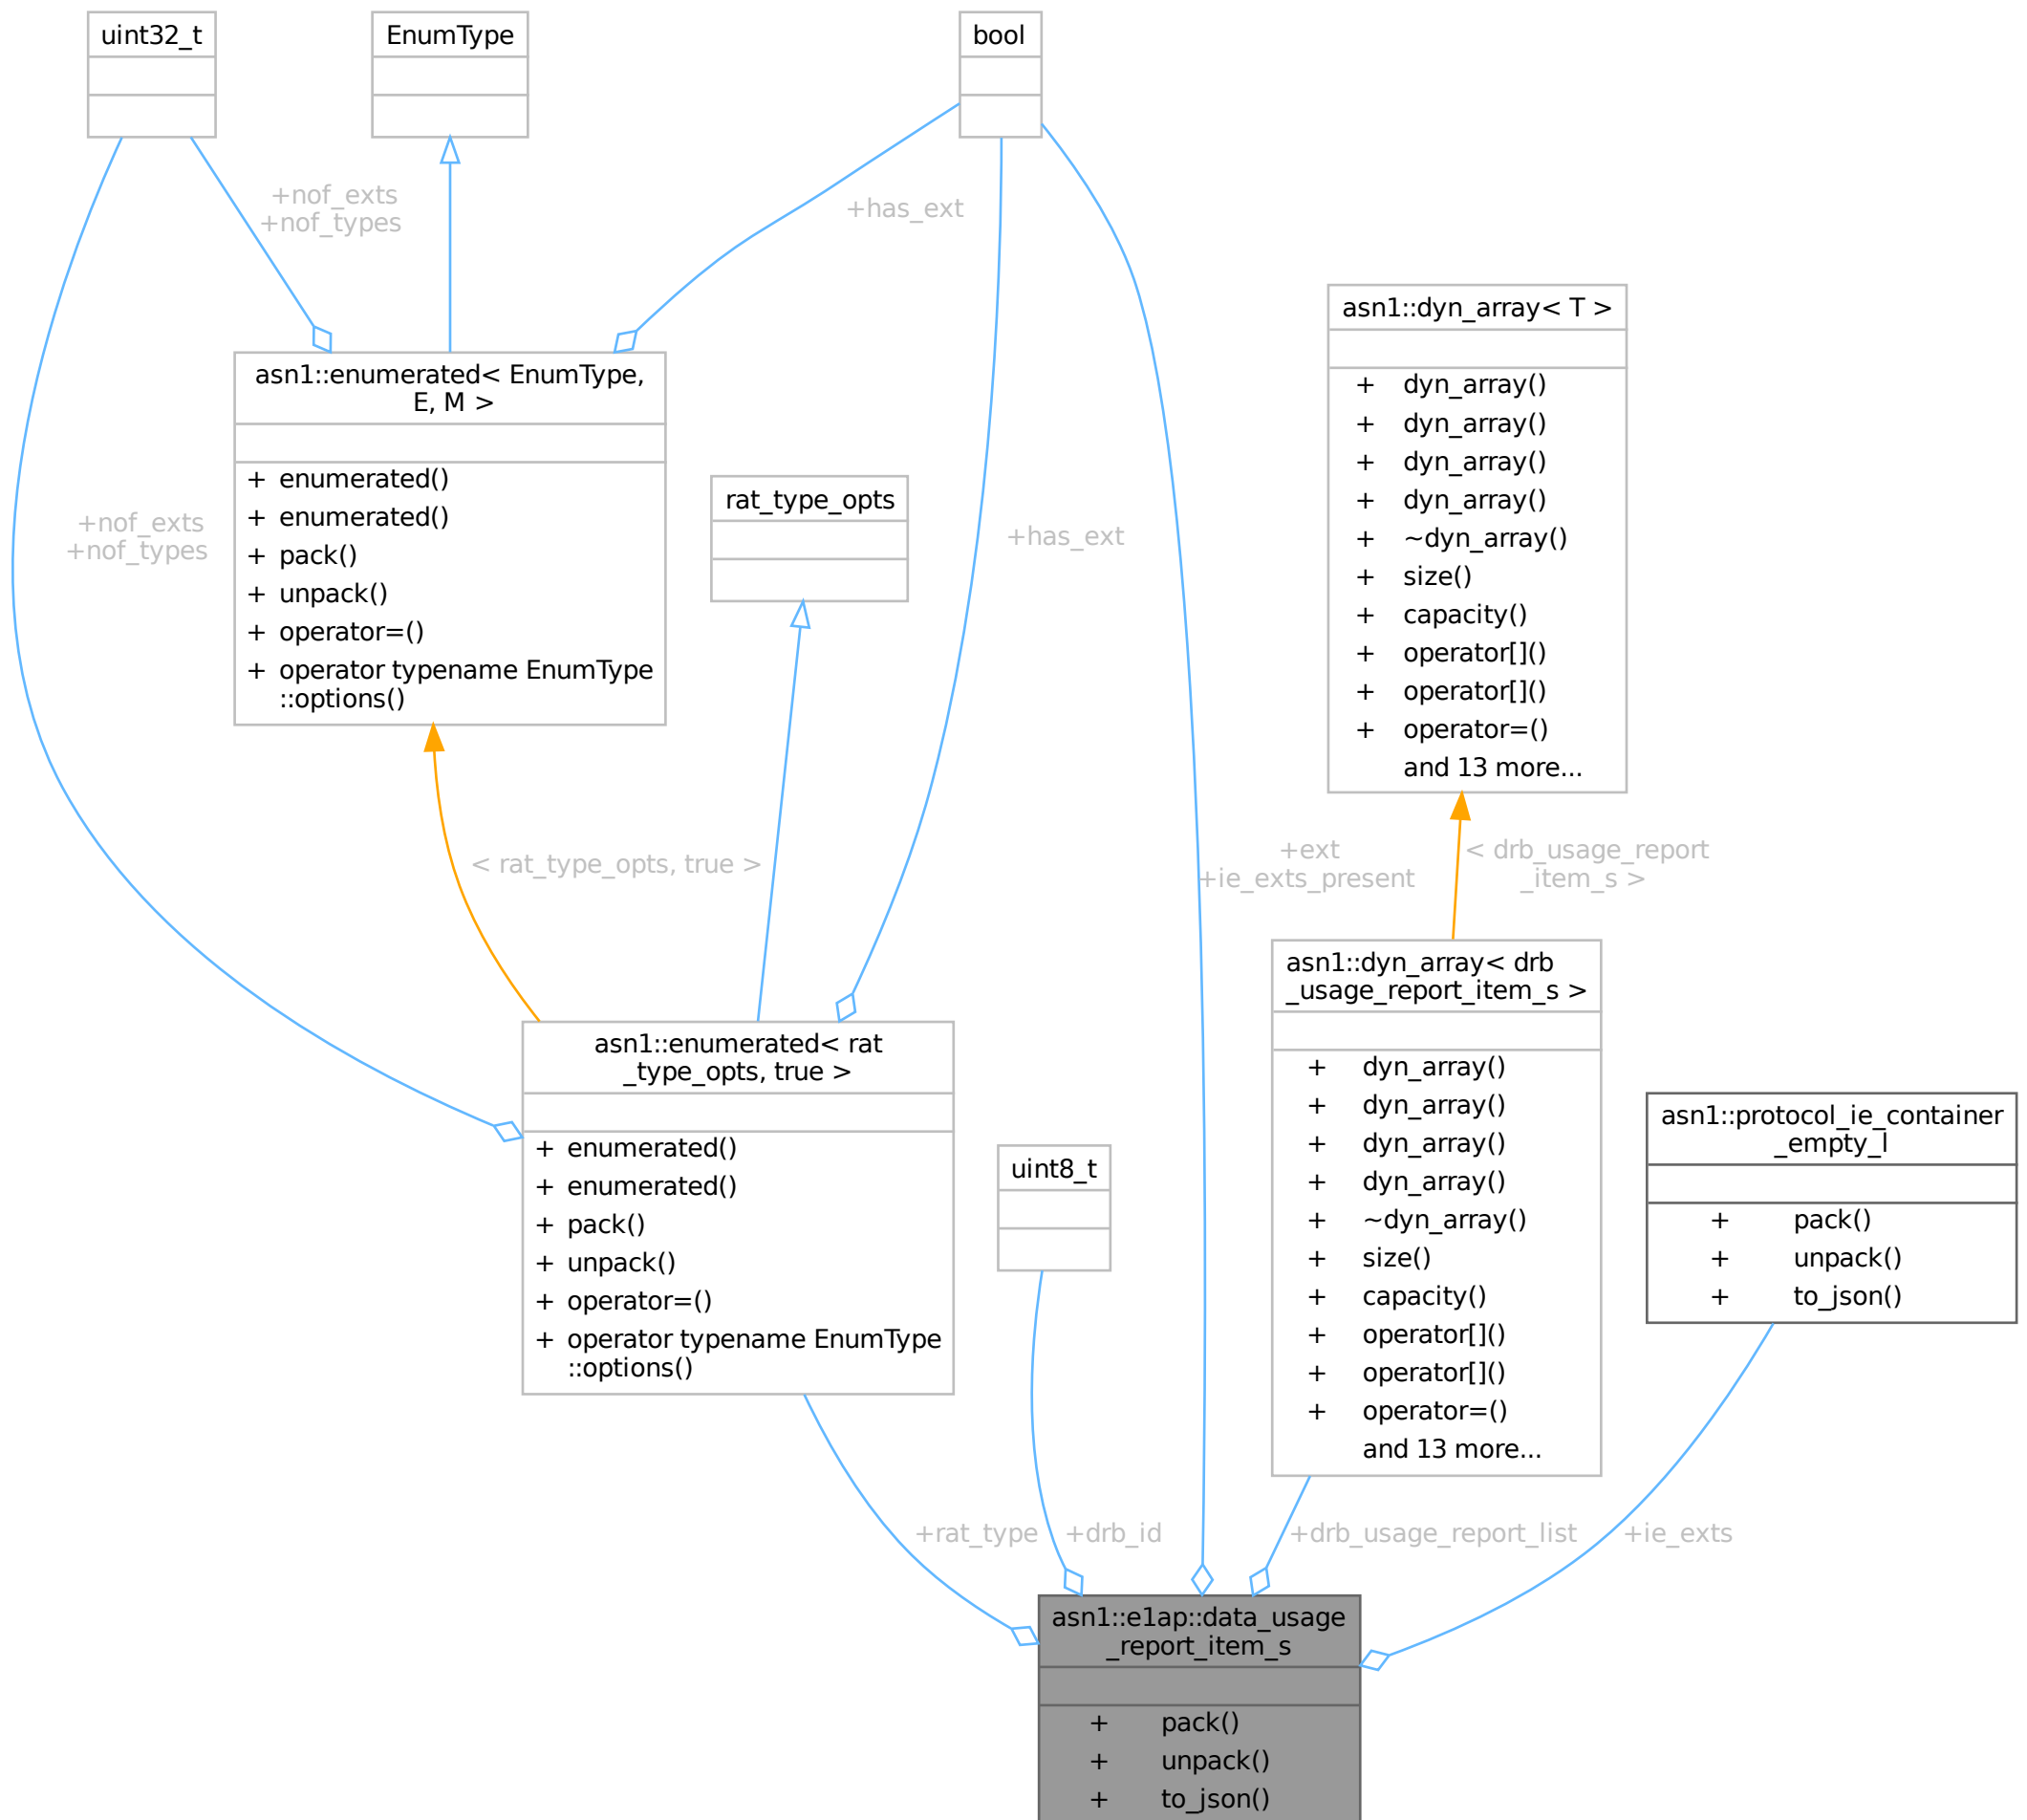 uint32_t
EnumType
bool
+nof_exts
+nof_types
+has_ext
asn1::dyn_array< T >
+ dyn_array()
+ dyn_array()
+ dyn_array()
+ dyn_array()
+ ~dyn_array()
+ size()
+ capacity()
+ operator[]()
+ operator[]()
+ operator=()
and 13 more...
asn1::enumerated< EnumType,
E, M >
+ enumerated()
+ enumerated()
+ pack()
+ unpack()
+ operator=()
+ operator typename EnumType
::options()
rat_type_opts
+nof_exts
+nof_types
+has_ext
< rat_type_opts, true >
+ext
+ie_exts_present
< drb_usage_report
_item_s >
asn1::dyn_array< drb
_usage_report_item_s >
+ dyn_array()
+ dyn_array()
+ dyn_array()
+ dyn_array()
+ ~dyn_array()
+ size()
+ capacity()
+ operator[]()
+ operator[]()
+ operator=()
and 13 more...
asn1::enumerated< rat
_type_opts, true >
+ enumerated()
+ enumerated()
+ pack()
+ unpack()
+ operator=()
+ operator typename EnumType
::options()
uint8_t
asn1::protocol_ie_container
_empty_l
+ pack()
+ unpack()
+ to_json()
+rat_type
+drb_id
+drb_usage_report_list
+ie_exts
asn1::e1ap::data_usage
_report_item_s
+ pack()
+ unpack()
+ to_json()